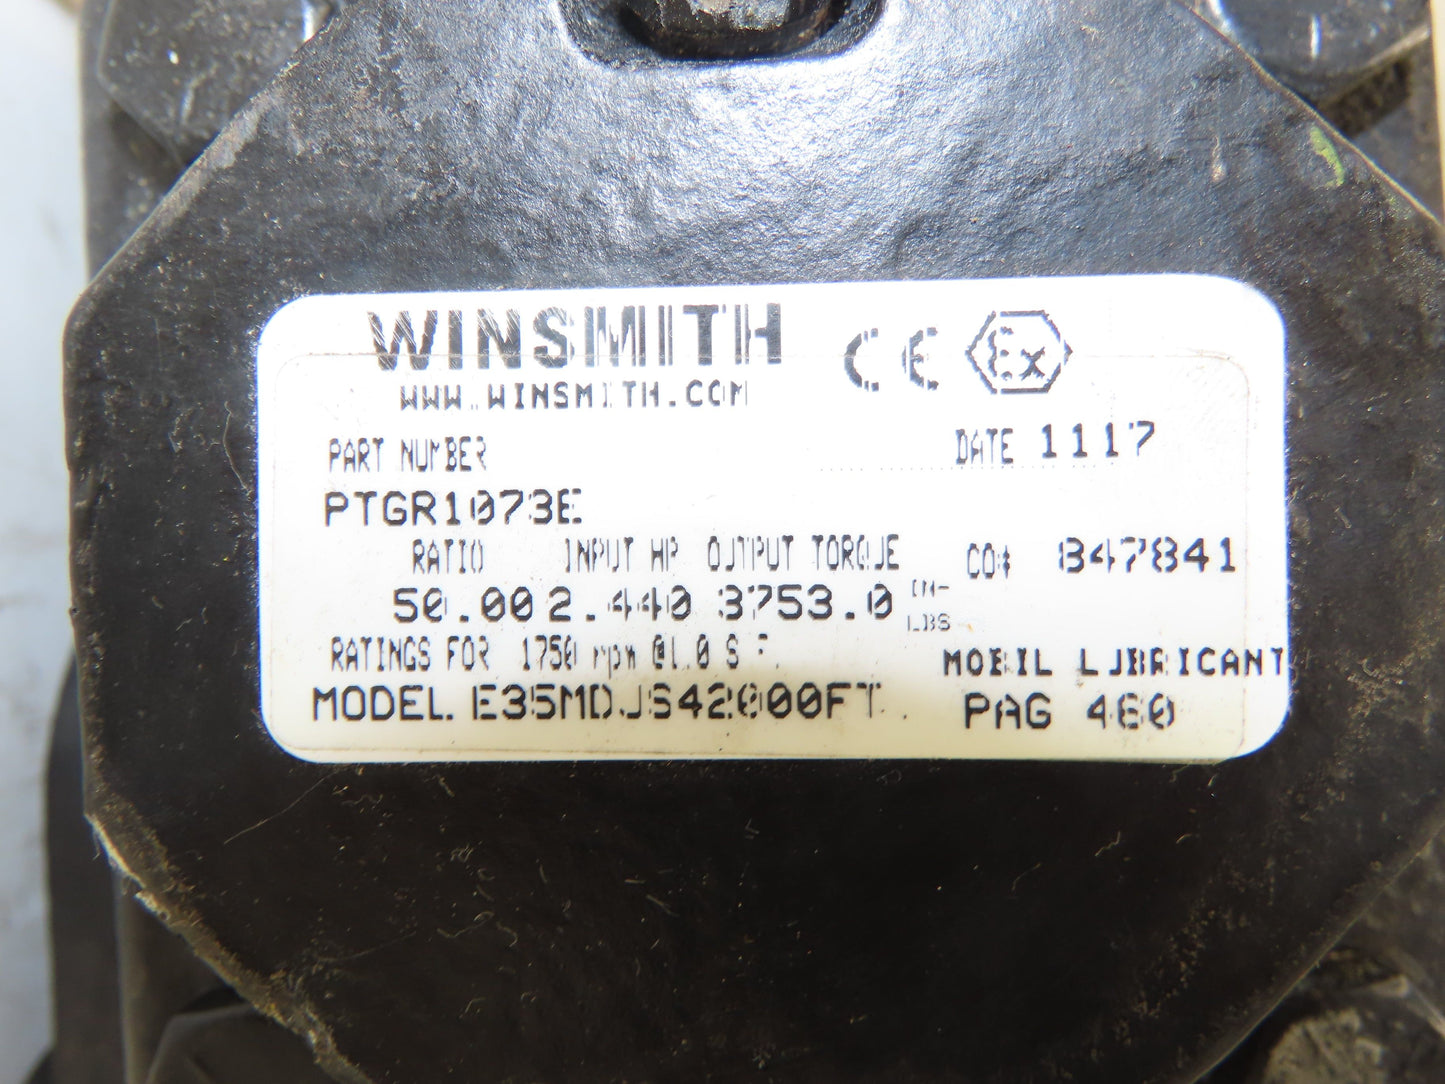 WINSMITH CE Ex
WWW.WINSMITH.COM
PART NUMBER DATE 1117
PTGR1073E
RATIO INPUT HP OUTPUT TORQUE CO# 847841
50.00 2.440 3753.0 IN-LBS
RATINGS FOR 1750 rpm @1.0 S.F.
MOBIL LUBRICANT
MODEL E35MDJS42000FT PAG 460